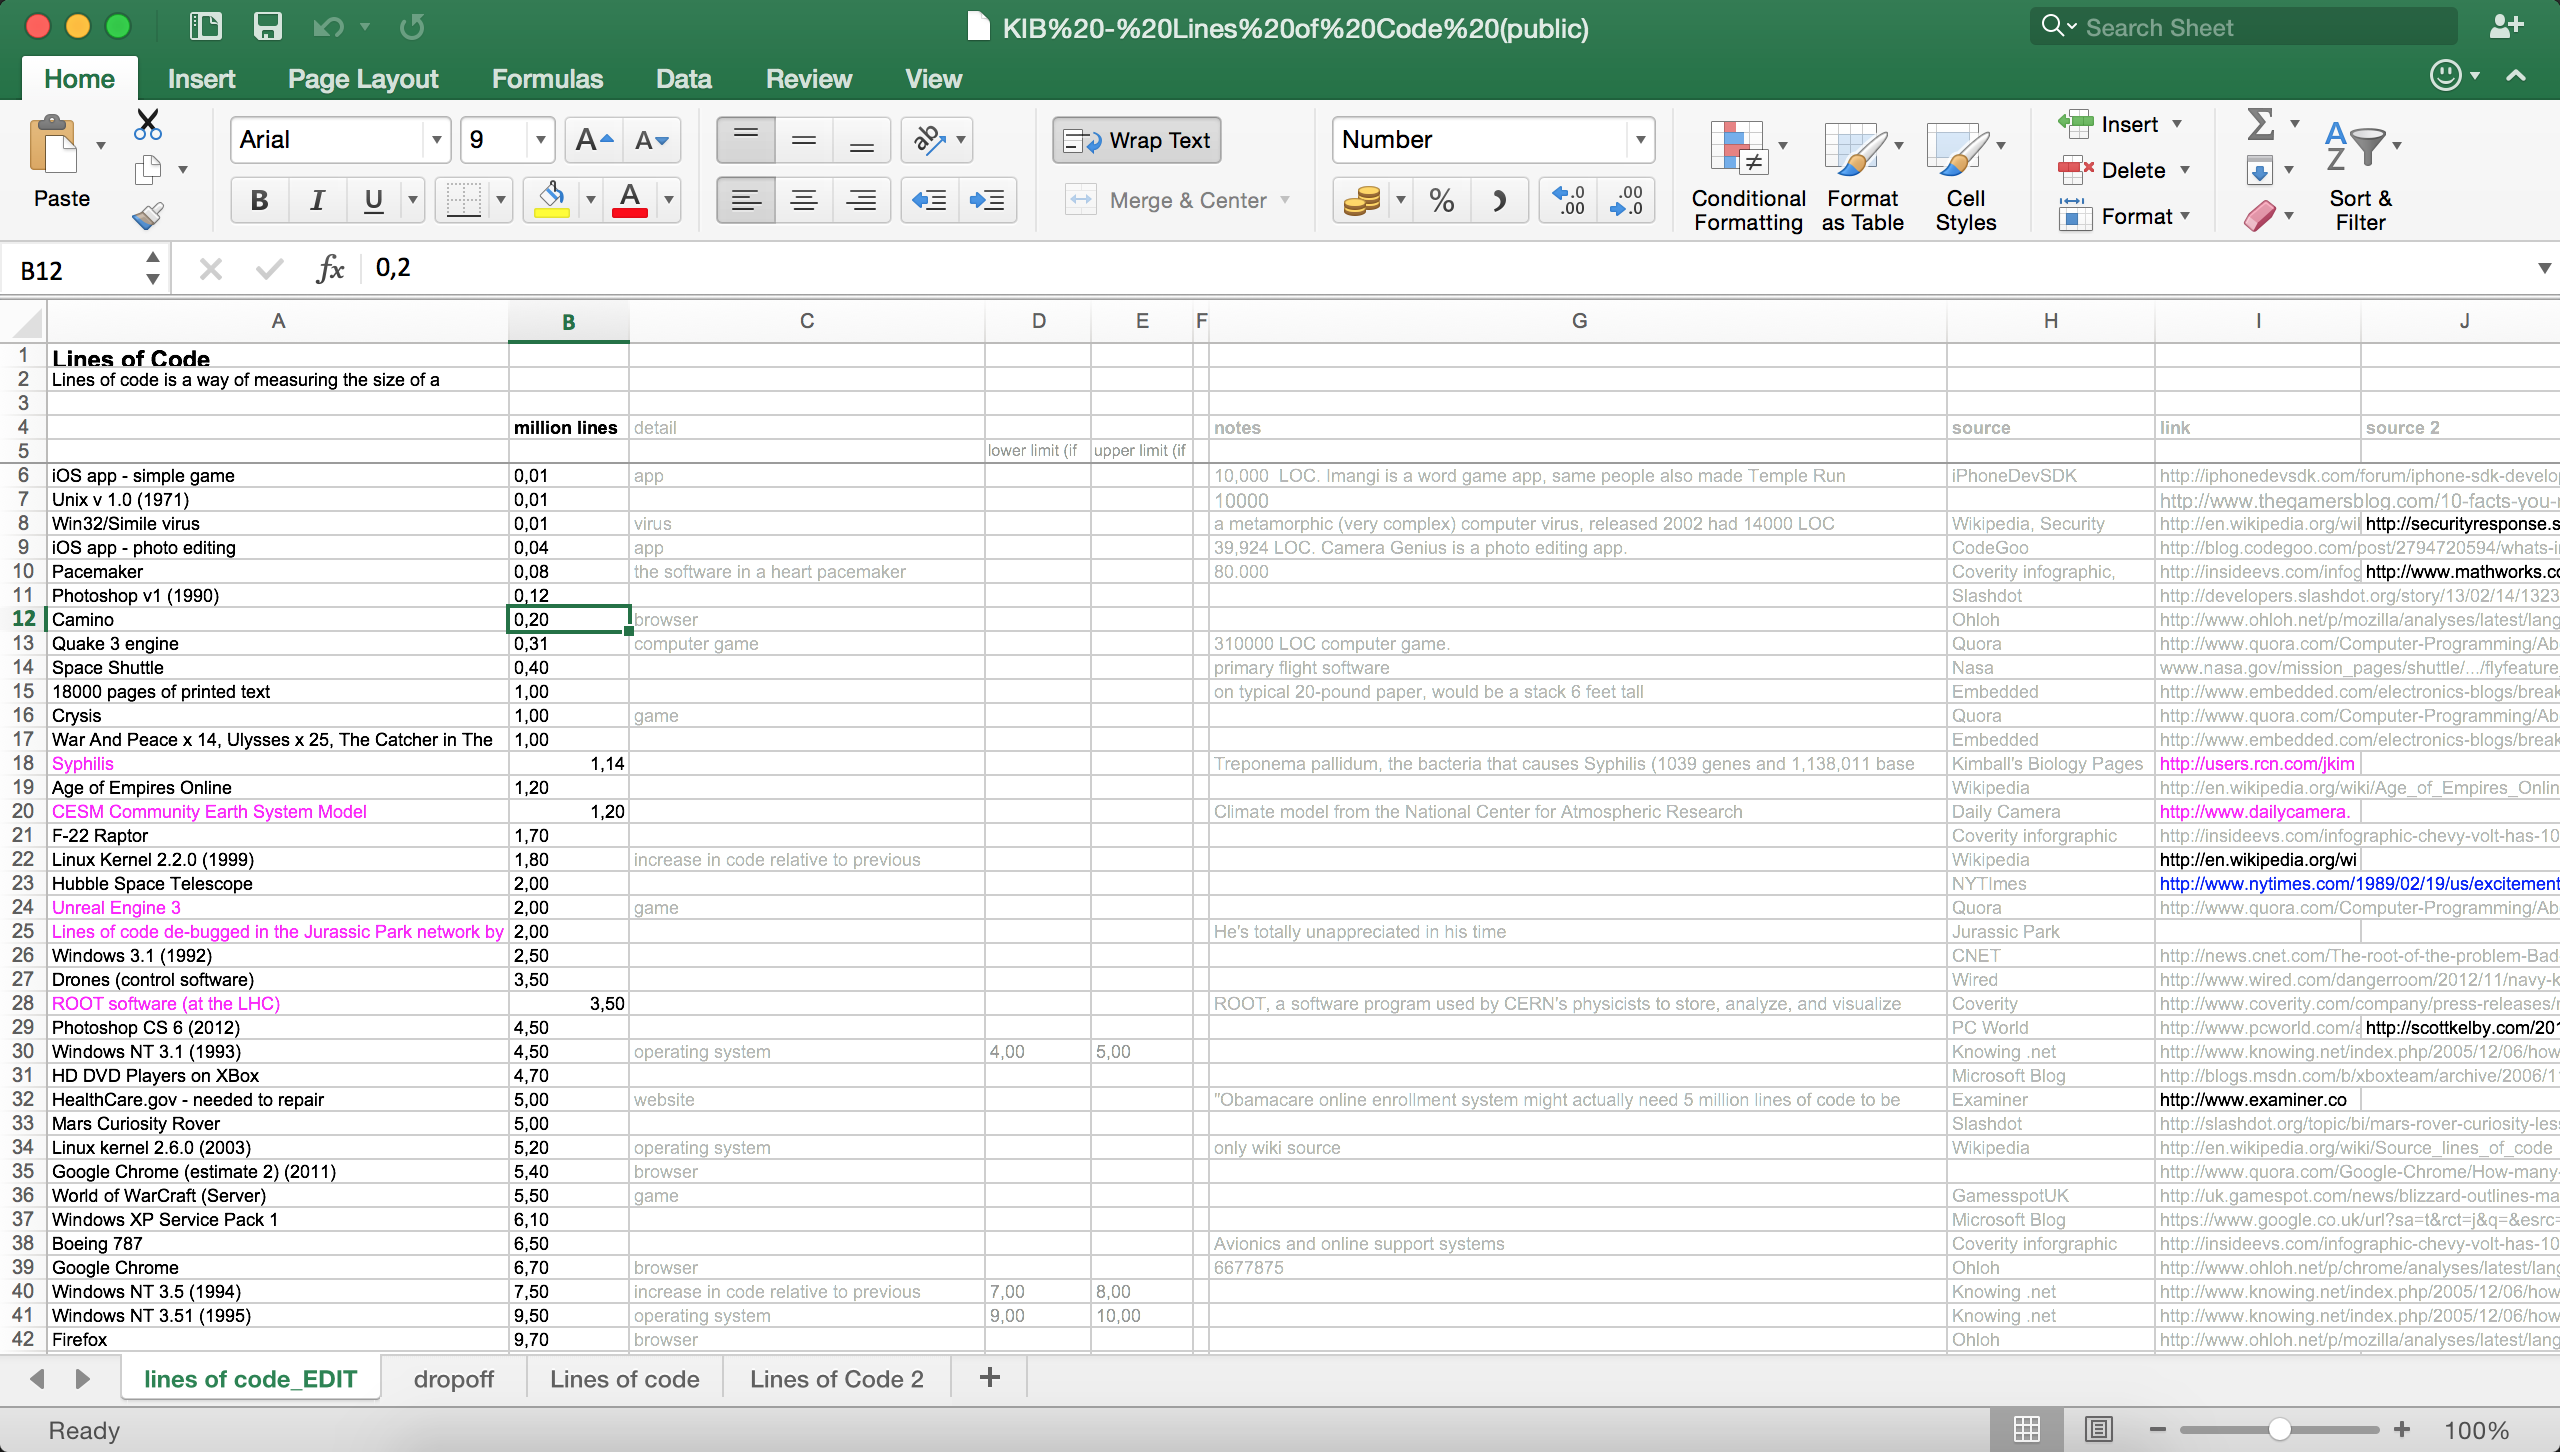 KIB%20-%20Lines%20of%20Code%20(public)
Search Sheet
Home Insert Page Layout Formulas Data Review View
Paste
Arial 9
B I U
Wrap Text
Merge & Center
Number
Conditional Formatting
Format as Table
Cell Styles
Insert
Delete
Format
Sort & Filter
B12 fx 0,2
A B C D E F G H I J
1 Lines of Code
2 Lines of code is a way of measuring the size of a
3
4 million lines detail notes source link source 2
5 lower limit (if upper limit (if
6 iOS app - simple game 0,01 app 10,000 LOC. Imangi is a word game app, same people also made Temple Run iPhoneDevSDK http://iphonedevsdk.com/forum/iphone-sdk-develo
7 Unix v 1.0 (1971) 0,01 10000 http://www.thegamersblog.com/10-facts-you-
8 Win32/Simile virus 0,01 virus a metamorphic (very complex) computer virus, released 2002 had 14000 LOC Wikipedia, Security http://en.wikipedia.org/wil http://securityresponse.s
9 iOS app - photo editing 0,04 app 39,924 LOC. Camera Genius is a photo editing app. CodeGoo http://blog.codegoo.com/post/2794720594/whats-i
10 Pacemaker 0,08 the software in a heart pacemaker 80.000 Coverity infographic, http://insideevs.com/infog http://www.mathworks.co
11 Photoshop v1 (1990) 0,12 Slashdot http://developers.slashdot.org/story/13/02/14/1323
12 Camino 0,20 browser Ohloh http://www.ohloh.net/p/mozilla/analyses/latest/lang
13 Quake 3 engine 0,31 computer game 310000 LOC computer game. Quora http://www.quora.com/Computer-Programming/Ab
14 Space Shuttle 0,40 primary flight software Nasa www.nasa.gov/mission_pages/shuttle/.../flyfeature
15 18000 pages of printed text 1,00 on typical 20-pound paper, would be a stack 6 feet tall Embedded http://www.embedded.com/electronics-blogs/break
16 Crysis 1,00 game Quora http://www.quora.com/Computer-Programming/Ab
17 War And Peace x 14, Ulysses x 25, The Catcher in The 1,00 Embedded http://www.embedded.com/electronics-blogs/break
18 Syphilis 1,14 Treponema pallidum, the bacteria that causes Syphilis (1039 genes and 1,138,011 base Kimball's Biology Pages http://users.rcn.com/jkim
19 Age of Empires Online 1,20 Wikipedia http://en.wikipedia.org/wiki/Age_of_Empires_Onlin
20 CESM Community Earth System Model 1,20 Climate model from the National Center for Atmospheric Research Daily Camera http://www.dailycamera.
21 F-22 Raptor 1,70 Coverity inforgraphic http://insideevs.com/infographic-chevy-volt-has-10
22 Linux Kernel 2.2.0 (1999) 1,80 increase in code relative to previous Wikipedia http://en.wikipedia.org/wi
23 Hubble Space Telescope 2,00 NYTImes http://www.nytimes.com/1989/02/19/us/excitement
24 Unreal Engine 3 2,00 game Quora http://www.quora.com/Computer-Programming/Ab
25 Lines of code de-bugged in the Jurassic Park network by 2,00 He's totally unappreciated in his time Jurassic Park
26 Windows 3.1 (1992) 2,50 CNET http://news.cnet.com/The-root-of-the-problem-Bad
27 Drones (control software) 3,50 Wired http://www.wired.com/dangerroom/2012/11/navy-k
28 ROOT software (at the LHC) 3,50 ROOT, a software program used by CERN's physicists to store, analyze, and visualize Coverity http://www.coverity.com/company/press-releases/r
29 Photoshop CS 6 (2012) 4,50 PC World http://www.pcworld.com/a http://scottkelby.com/201
30 Windows NT 3.1 (1993) 4,50 operating system 4,00 5,00 Knowing .net http://www.knowing.net/index.php/2005/12/06/how
31 HD DVD Players on XBox 4,70 Microsoft Blog http://blogs.msdn.com/b/xboxteam/archive/2006/1
32 HealthCare.gov - needed to repair 5,00 website "Obamacare online enrollment system might actually need 5 million lines of code to be Examiner http://www.examiner.co
33 Mars Curiosity Rover 5,00 Slashdot http://slashdot.org/topic/bi/mars-rover-curiosity-les
34 Linux kernel 2.6.0 (2003) 5,20 operating system only wiki source Wikipedia http://en.wikipedia.org/wiki/Source_lines_of_code
35 Google Chrome (estimate 2) (2011) 5,40 browser http://www.quora.com/Google-Chrome/How-many-
36 World of WarCraft (Server) 5,50 game GamesspotUK http://uk.gamespot.com/news/blizzard-outlines-ma
37 Windows XP Service Pack 1 6,10 Microsoft Blog https://www.google.co.uk/url?sa=t&rct=j&q=&esrc=
38 Boeing 787 6,50 Avionics and online support systems Coverity inforgraphic http://insideevs.com/infographic-chevy-volt-has-10
39 Google Chrome 6,70 browser 6677875 Ohloh http://www.ohloh.net/p/chrome/analyses/latest/lang
40 Windows NT 3.5 (1994) 7,50 increase in code relative to previous 7,00 8,00 Knowing .net http://www.knowing.net/index.php/2005/12/06/how
41 Windows NT 3.51 (1995) 9,50 operating system 9,00 10,00 Knowing .net http://www.knowing.net/index.php/2005/12/06/how
42 Firefox 9,70 browser Ohloh http://www.ohloh.net/p/mozilla/analyses/latest/lang
lines of code_EDIT dropoff Lines of code Lines of Code 2
Ready 100%